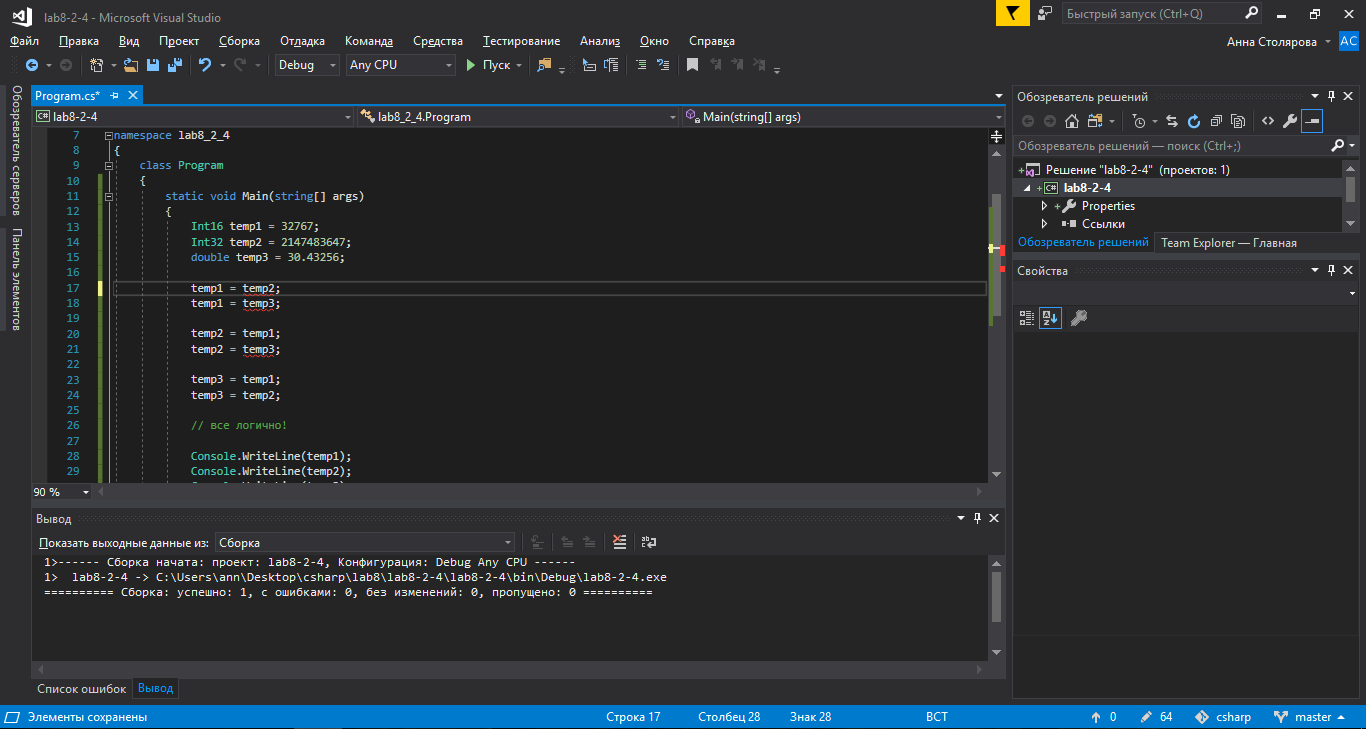 lab8-2-4 - Microsoft Visual Studio
Быстрый запуск (Ctrl+Q)
Файл Правка Вид Проект Сборка Отладка Команда Средства Тестирование Анализ Окно Справка
Анна Столярова АС
Debug Any CPU Пуск
Обозреватель серверов
Панель элементов
Program.cs*
lab8-2-4 lab8_2_4.Program Main(string[] args)
7 namespace lab8_2_4
8 {
9 class Program
10 {
11 static void Main(string[] args)
12 {
13 Int16 temp1 = 32767;
14 Int32 temp2 = 2147483647;
15 double temp3 = 30.43256;
16
17 temp1 = temp2;
18 temp1 = temp3;
19
20 temp2 = temp1;
21 temp2 = temp3;
22
23 temp3 = temp1;
24 temp3 = temp2;
25
26 // все логично!
27
28 Console.WriteLine(temp1);
29 Console.WriteLine(temp2);
90 %
Вывод
Показать выходные данные из: Сборка
1>------ Сборка начата: проект: lab8-2-4, Конфигурация: Debug Any CPU ------
1> lab8-2-4 -> C:\Users\ann\Desktop\csharp\lab8\lab8-2-4\lab8-2-4\bin\Debug\lab8-2-4.exe
========== Сборка: успешно: 1, с ошибками: 0, без изменений: 0, пропущено: 0 ==========
Список ошибок Вывод
Обозреватель решений
Обозреватель решений — поиск (Ctrl+;)
Решение "lab8-2-4" (проектов: 1)
lab8-2-4
Properties
Ссылки
Обозреватель решений Team Explorer — Главная
Свойства
Элементы сохранены Строка 17 Столбец 28 Знак 28 ВСТ 0 64 csharp master